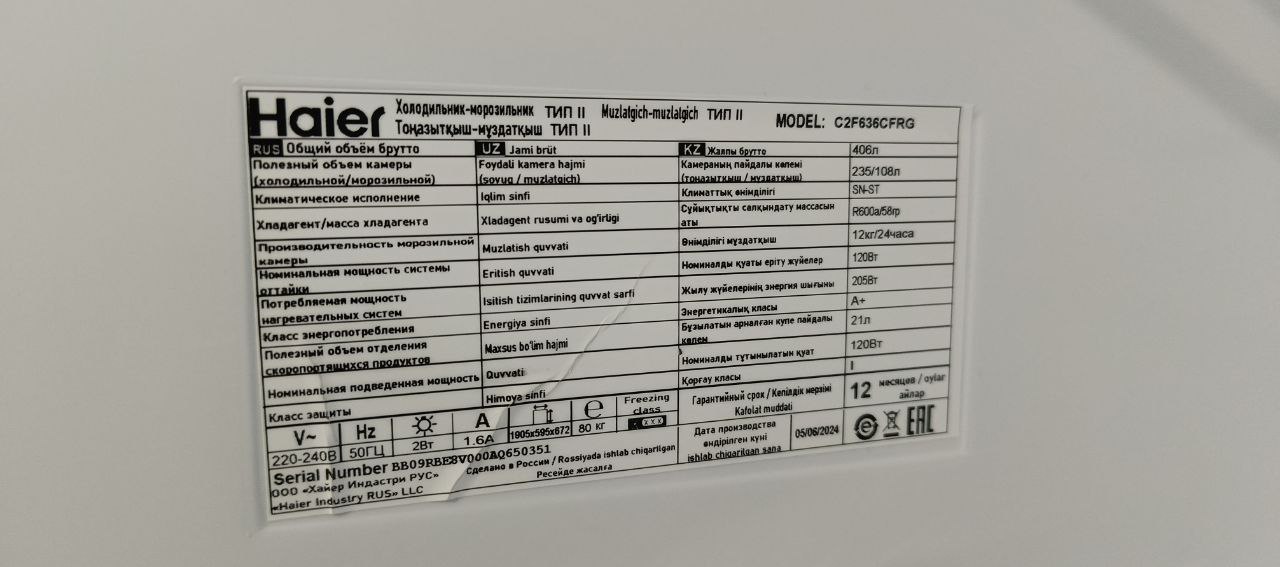 Haier Холодильник-морозильник ТИП II Muzlatgich-muzlatgich ТИП II MODEL: C2F636CFRG
Тоңазытқыш-мұздатқыш ТИП II
RUS Общий объём брутто UZ Jami brüt KZ Жалпы брутто 406л
Полезный объем камеры (холодильной/морозильной) Foydali kamera hajmi (sovuq / muzlatgich) Камераның пайдалы көлемі (тоңазытқыш / мұздатқыш) 235/108л
Климатическое исполнение Iqlim sinfi Климаттық өнімділігі SN-ST
Хладагент/масса хладагента Xladagent rusumi va og'irligi Сұйықтықты салқындату массасын аты R600a/58гр
Производительность морозильной камеры Muzlatish quvvati Өнімділігі мұздатқыш 12кг/24часа
Номинальная мощность системы оттайки Eritish quvvati Номиналды қуаты еріту жүйелер 120Вт
Потребляемая мощность нагревательных систем Isitish tizimlarining quvvat sarfi Жылу жүйелерінің энергия шығыны 205Вт
Класс энергопотребления Energiya sinfi Энергетикалық класы A+
Полезный объем отделения скоропортящихся продуктов Maxsus bo'lim hajmi Бұзылатын арналған купе пайдалы көлем 21л
Номинальная подведенная мощность Quvvati Номиналды тұтынылатын қуат 120Вт
Класс защиты Himoya sinfi Қорғау класы I
V~ Hz A e Freezing class
220-240В 50ГЦ 2Вт 1.6А 1905x595x672 80 кг xxx
Гарантийный срок / Кепілдік мерзімі
Kafolat muddati
12 месяцев / oylar
айлар
Serial Number BB09RBE8V000AQ650351
ООО «Хайер Индастри РУС» Сделано в России / Rossiyada ishlab chiqarilgan
«Haier Industry RUS» LLC Ресейде жасалға
Дата производства
өндірілген күні
ishlab chiqarilgan sana
05/06/2024
e EAC